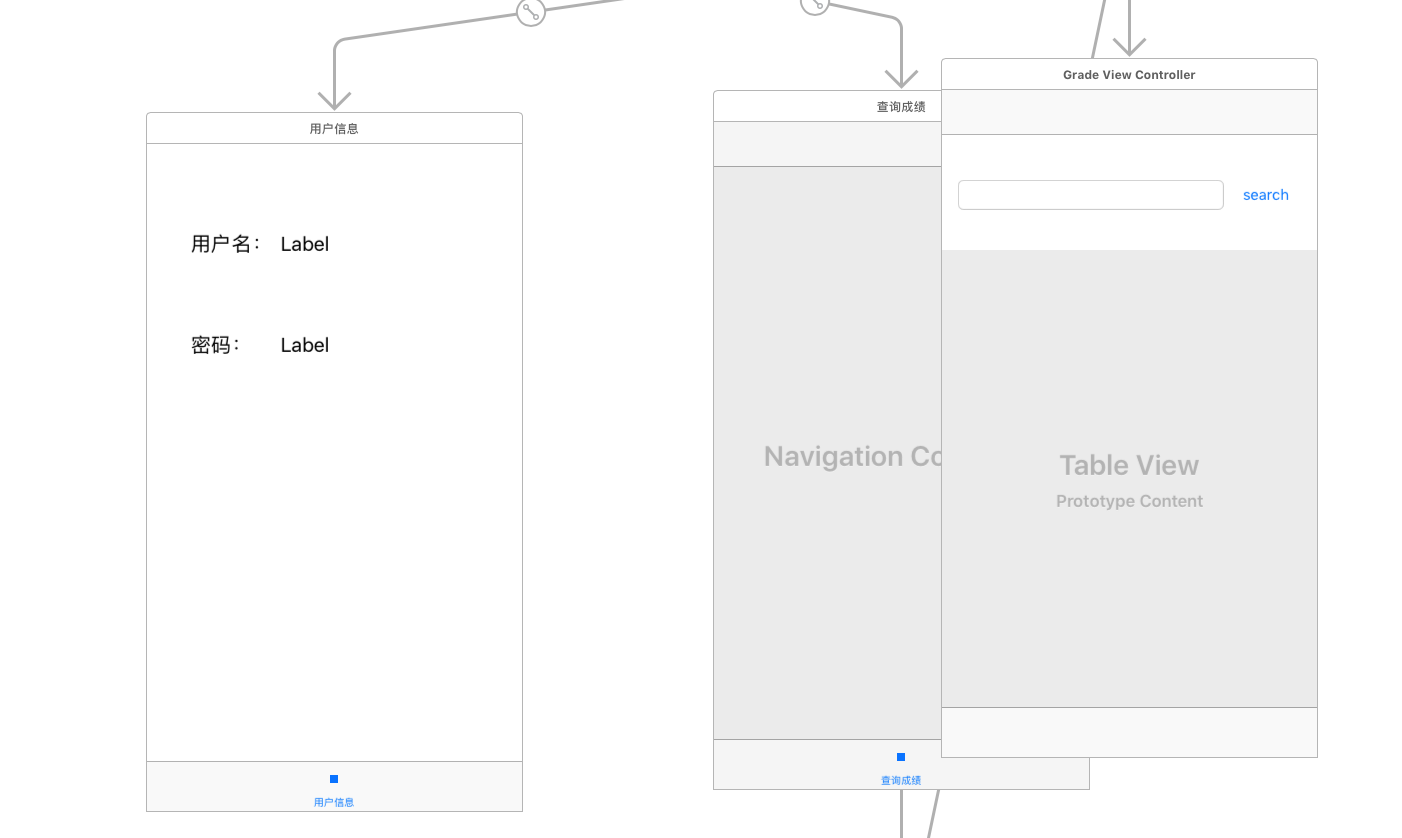 用户信息
用户名： Label
密码： Label
用户信息
查询成绩
Navigation Co
查询成绩
Grade View Controller
search
Table View
Prototype Content